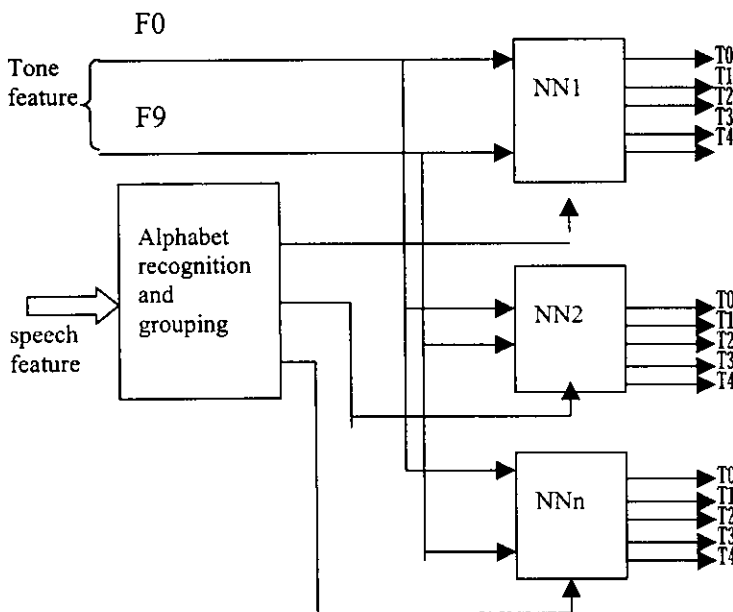 F0
Tone
feature
F9
NN1
T0
T1
T2
T3
T4
Alphabet
recognition
and
grouping
speech
feature
NN2
T0
T1
T2
T3
T4
NNn
T0
T1
T2
T3
T4